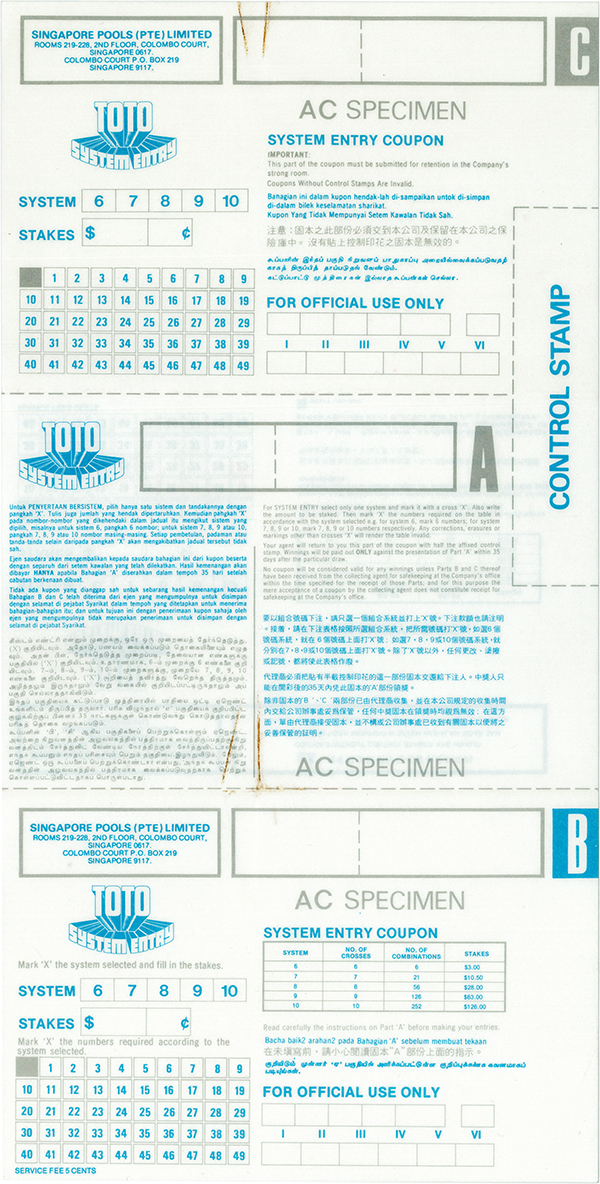 SINGAPORE POOLS (PTE) LIMITED
ROOMS 219-228, 2ND FLOOR, COLOMBO COURT,
SINGAPORE 0617.
COLOMBO COURT P.O. BOX 219
SINGAPORE 9117.
C
TOTO
SYSTEM ENTRY
AC SPECIMEN
SYSTEM ENTRY COUPON
IMPORTANT:
This part of the coupon must be submitted for retention in the Company's
strong room.
Coupons Without Control Stamps Are Invalid.
Bahagian ini dalam kupon hendak-lah di-sampaikan untok di-simpan
di-dalam bilek keselamatan sharikat.
Kupon Yang Tidak Mempunyai Setem Kawalan Tidak Sah.
注意：固本之此部份必須交到本公司及保留在本公司之保
險庫中。沒有貼上控制印花之固本是無效的。
SYSTEM 6 7 8 9 10
STAKES $ ¢
1 2 3 4 5 6 7 8 9
10 11 12 13 14 15 16 17 18 19
20 21 22 23 24 25 26 27 28 29
30 31 32 33 34 35 36 37 38 39
40 41 42 43 44 45 46 47 48 49
FOR OFFICIAL USE ONLY
I II III IV V VI
CONTROL STAMP
TOTO
SYSTEM ENTRY
A
Untuk PENYERTAAN BERSISTEM, pilih hanya satu sistem dan tandakannya dengan
pangkah 'X'. Tulis juga jumlah yang hendak dipertaruhkan. Kemudian pangkah 'X'
pada nombor-nombor yang dikehendaki dalam jadual itu mengikut sistem yang
dipilih, misalnya untuk sistem 6, pangkah 6 nombor; untuk sistem 7, 8, 9 atau 10,
pangkah 7, 8, 9 atau 10 nombor masing-masing. Setiap pembetulan, padaman atau
tanda-tanda selain daripada pangkah 'X' akan mengakibatkan jadual tersebut tidak
sah.
Ejen saudara akan mengembalikan kepada saudara bahagian ini dari kupon beserta
dengan separuh dari setem kawalan yang telah dilekatkan. Hasil kemenangan akan
dibayar HANYA apabila Bahagian 'A' diserahkan dalam tempoh 35 hari setelah
cabutan berkenaan dibuat.
Tidak ada kupon yang dianggap sah untuk sebarang hasil kemenangan kecuali
Bahagian B dan C telah diterima dari ejen yang mengumpulnya untuk disimpan
dengan selamat di pejabat Syarikat dalam tempoh yang ditetapkan untuk menerima
bahagian-bahagian itu; dan untuk tujuan ini dengan penerimaan kupon sahaja oleh
ejen yang mengumpulnya tidak merupakan penerimaan untuk disimpan dengan
selamat di pejabat Syarikat.
For SYSTEM ENTRY select only one system and mark it with a cross 'X'. Also write
the amount to be staked. Then mark 'X' the numbers required on the table in
accordance with the system selected e.g. for system 6, mark 6 numbers; for system
7, 8, 9 or 10, mark 7, 8, 9 or 10 numbers respectively. Any corrections, erasures or
markings other than crosses 'X' will render the table invalid.
Your agent will return to you this part of the coupon with half the affixed control
stamp. Winnings will be paid out ONLY against the presentation of Part 'A' within 35
days after the particular draw.
No coupon will be considered valid for any winnings unless Parts B and C thereof
have been received from the collecting agent for safekeeping at the Company's office
within the time specified for the receipt of those Parts, and for this purpose the
mere acceptance of a coupon by the collecting agent does not constitute receipt for
safekeeping at the Company's office.
要以組合號碼下注，請只選一個組合系統並打上'X'號。下注款額也請注明
。接着，請在下注表格按照所選組合系統，把所需號碼打'X'號，如選6個
號碼系統，就在6個號碼上面打'X'號；如選7，8，9或10個號碼系統，就
分別在7，8，9或10個號碼上面打'X'號。除了'X'號以外，任何更改、塗擦
或記號，都將使此表格作廢。
代理商必須把貼有半截控制印花的這一部份固本交還給下注人。中獎人只
能在開彩後的35天內凭此固本的'A'部份領獎。
除非固本的'B'，'C'兩部份已由代理商收集，並在本公司規定的收集時間
內交給公司辦事處妥爲保管，任何中獎固本在領獎時均視爲無效；在這方
面，單由代理商接受固本，並不構成公司辦事處已收到有關固本以便將之
妥善保管的証明。
AC SPECIMEN
SINGAPORE POOLS (PTE) LIMITED
ROOMS 219-228, 2ND FLOOR, COLOMBO COURT,
SINGAPORE 0617.
COLOMBO COURT P.O. BOX 219
SINGAPORE 9117.
B
TOTO
SYSTEM ENTRY
AC SPECIMEN
SYSTEM ENTRY COUPON
SYSTEM NO. OF CROSSES NO. OF COMBINATIONS STAKES
6 6 6 $3.00
7 7 21 $10.50
8 8 56 $28.00
9 9 126 $63.00
10 10 252 $126.00
Mark 'X' the system selected and fill in the stakes.
SYSTEM 6 7 8 9 10
STAKES $ ¢
Mark 'X' the numbers required according to the
system selected.
1 2 3 4 5 6 7 8 9
10 11 12 13 14 15 16 17 18 19
20 21 22 23 24 25 26 27 28 29
30 31 32 33 34 35 36 37 38 39
40 41 42 43 44 45 46 47 48 49
SERVICE FEE 5 CENTS
Read carefully the instructions on Part 'A' before making your entries.
Bacha baik2 arahan2 pada Bahagian 'A' sebelum membuat tekaan
在未填寫前，請小心閱讀固本"A"部份上面的指示。
FOR OFFICIAL USE ONLY
I II III IV V VI